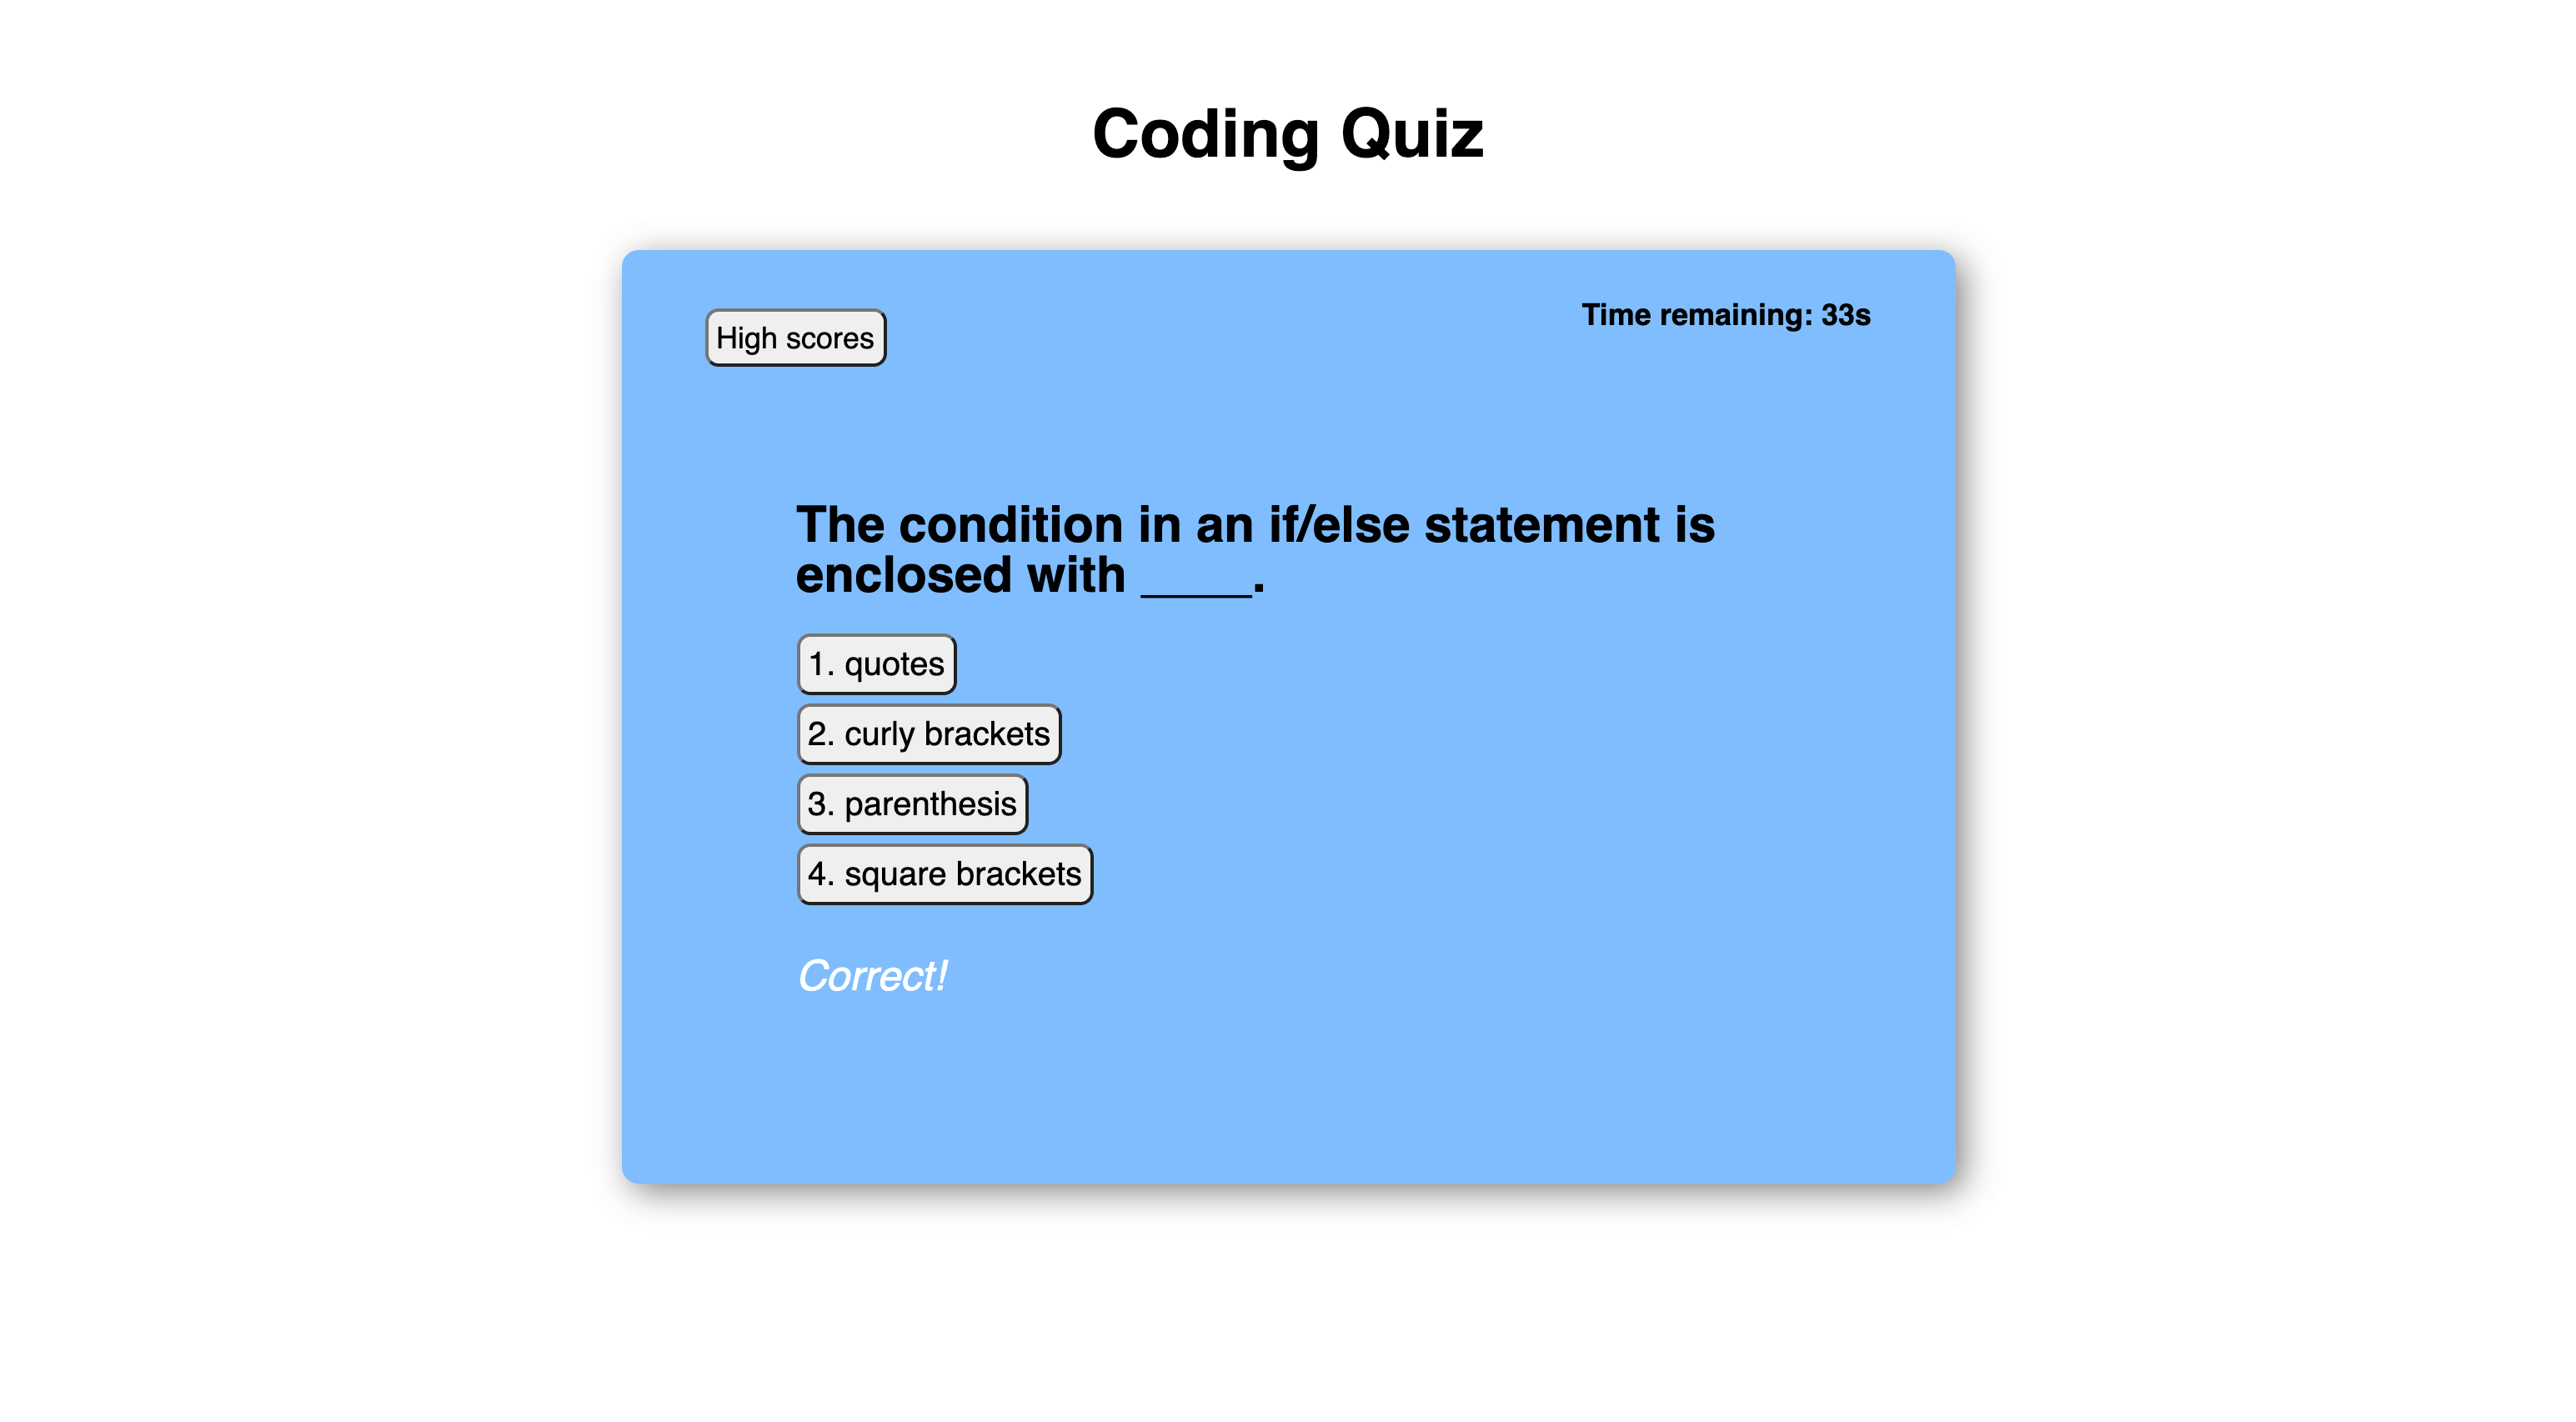 Coding Quiz
High scores
Time remaining: 33s
The condition in an if/else statement is
enclosed with ____.
1. quotes
2. curly brackets
3. parenthesis
4. square brackets
Correct!